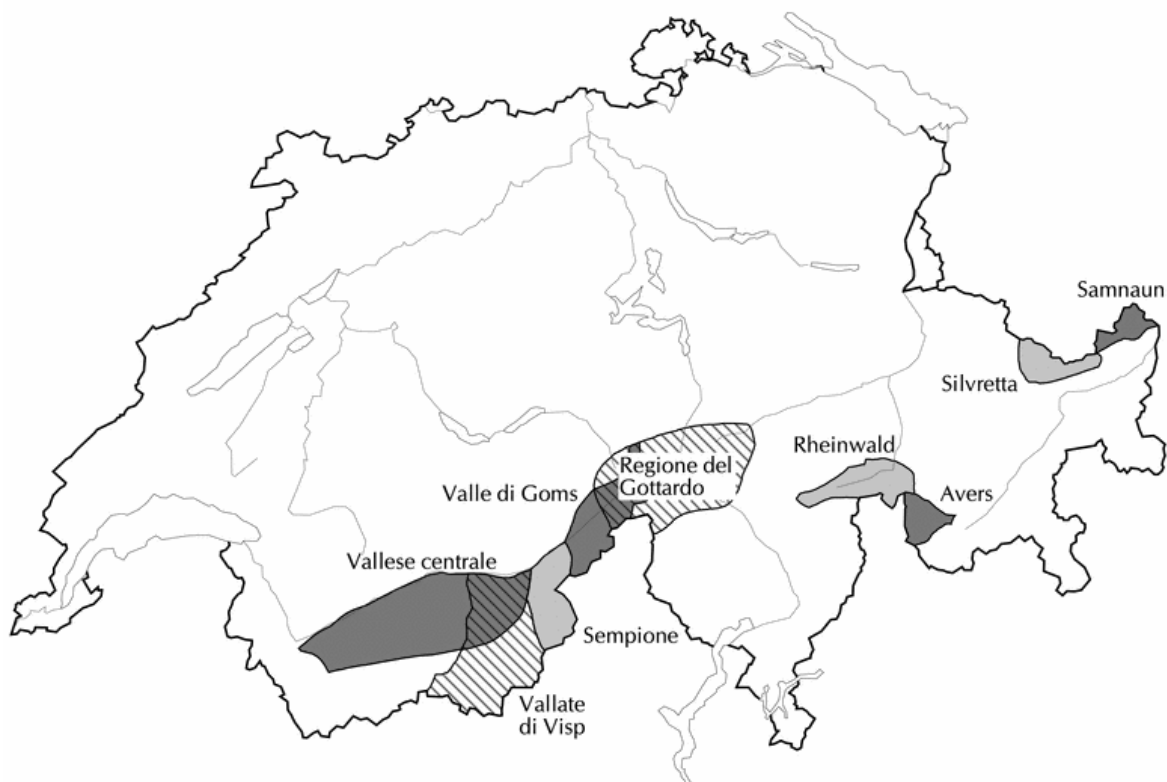 Samnaun
Silvretta
Rheinwald
Regione del
Gottardo
Valle di Goms
Avers
Vallese centrale
Sempione
Vallate
di Visp